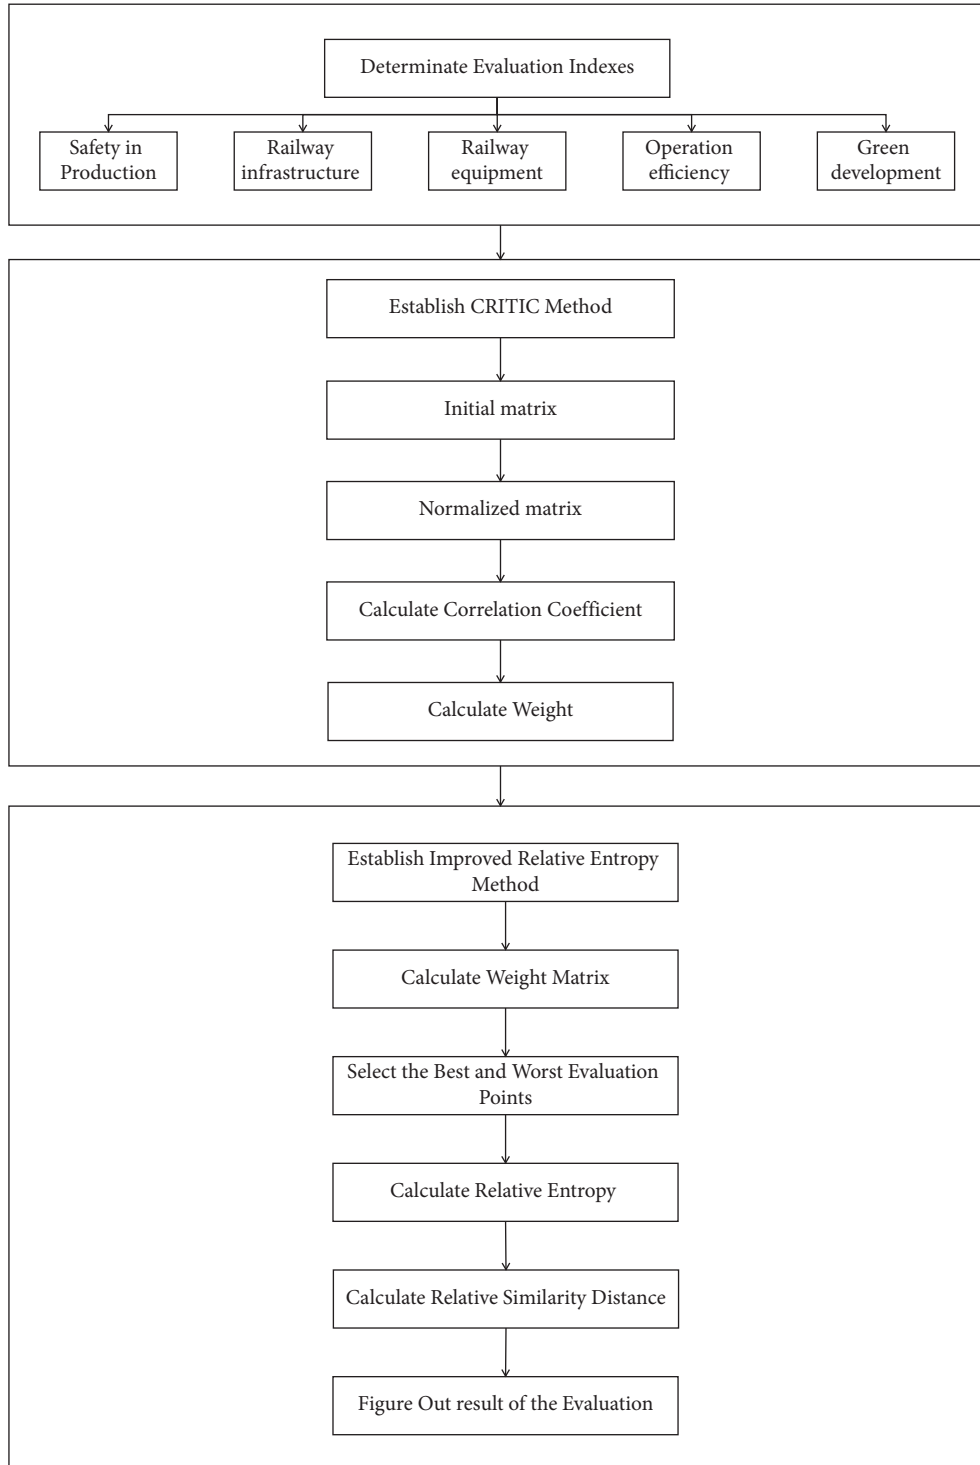 Determinate Evaluation Indexes
Safety in
Production
Railway
infrastructure
Railway
equipment
Operation
efficiency
Green
development
Establish CRITIC Method
Initial matrix
Normalized matrix
Calculate Correlation Coefficient
Calculate Weight
Establish Improved Relative Entropy
Method
Calculate Weight Matrix
Select the Best and Worst Evaluation
Points
Calculate Relative Entropy
Calculate Relative Similarity Distance
Figure Out result of the Evaluation